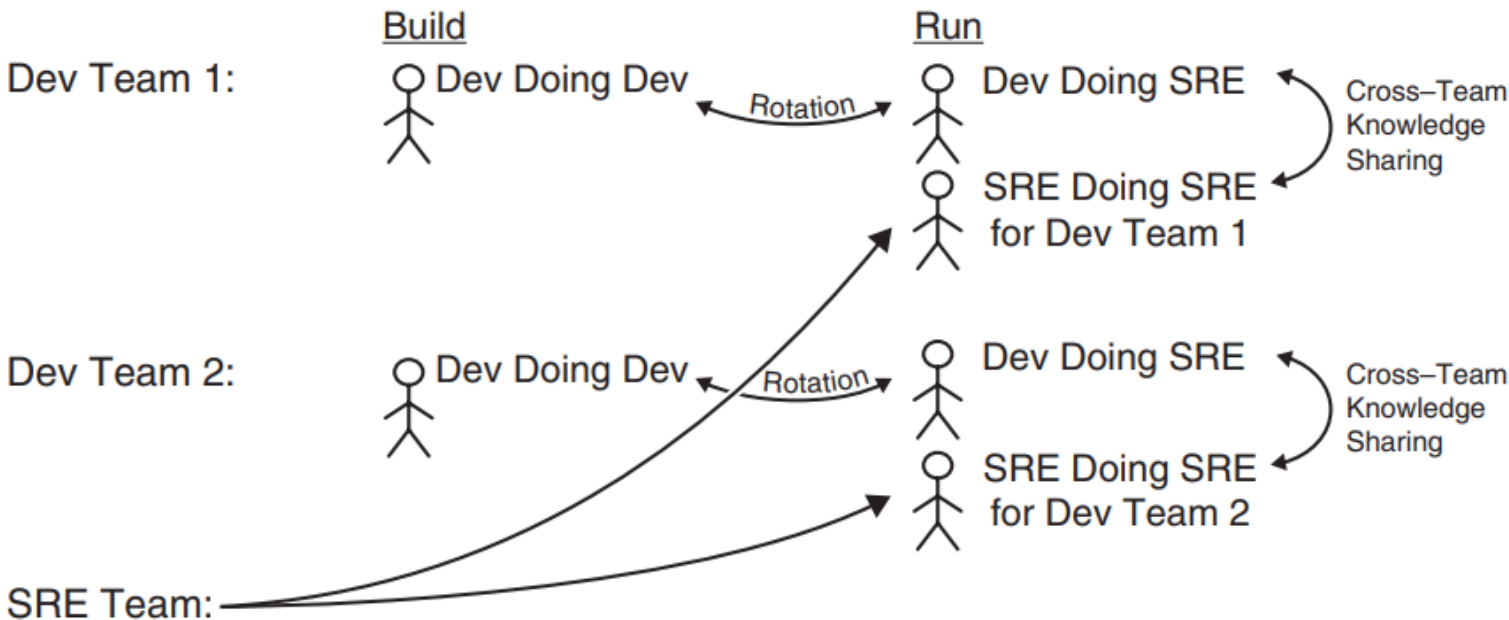 Build
Run
Dev Team 1:
Dev Doing Dev
Rotation
Dev Doing SRE
Cross–Team
Knowledge
Sharing
SRE Doing SRE
for Dev Team 1
Dev Team 2:
Dev Doing Dev
Rotation
Dev Doing SRE
Cross–Team
Knowledge
Sharing
SRE Doing SRE
for Dev Team 2
SRE Team: